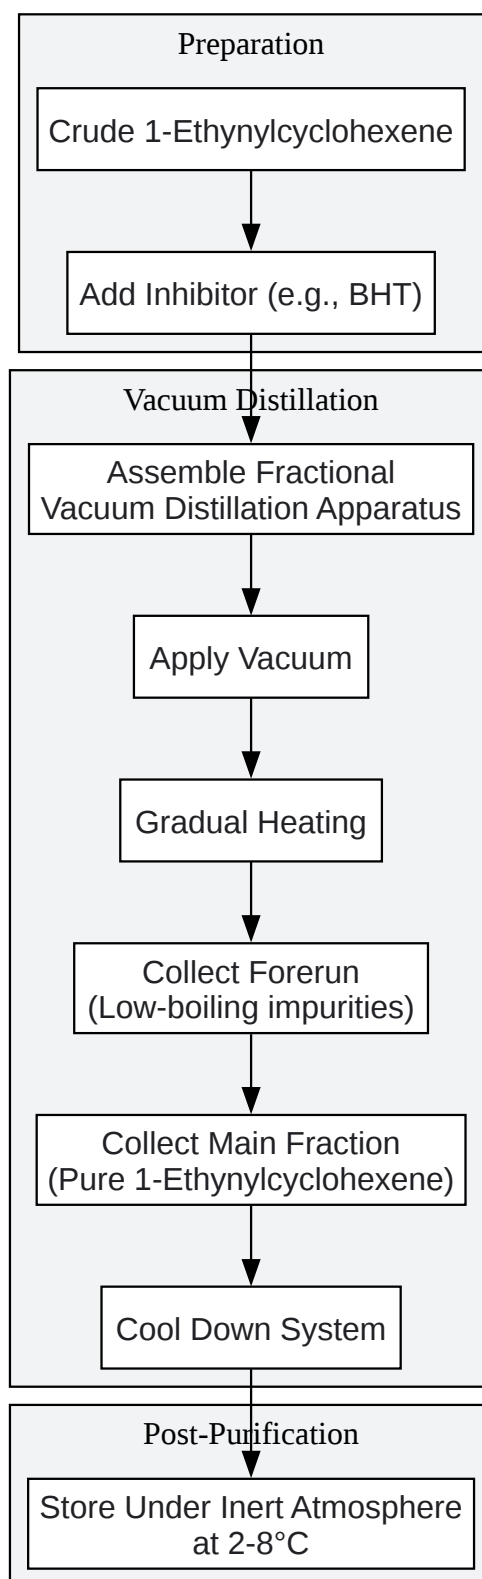 Preparation
Crude 1-Ethynylcyclohexene
Add Inhibitor (e.g., BHT)
Vacuum Distillation
Assemble Fractional
Vacuum Distillation Apparatus
Apply Vacuum
Gradual Heating
Collect Forerun
(Low-boiling impurities)
Collect Main Fraction
(Pure 1-Ethynylcyclohexene)
Cool Down System
Post-Purification
Store Under Inert Atmosphere
at 2-8°C